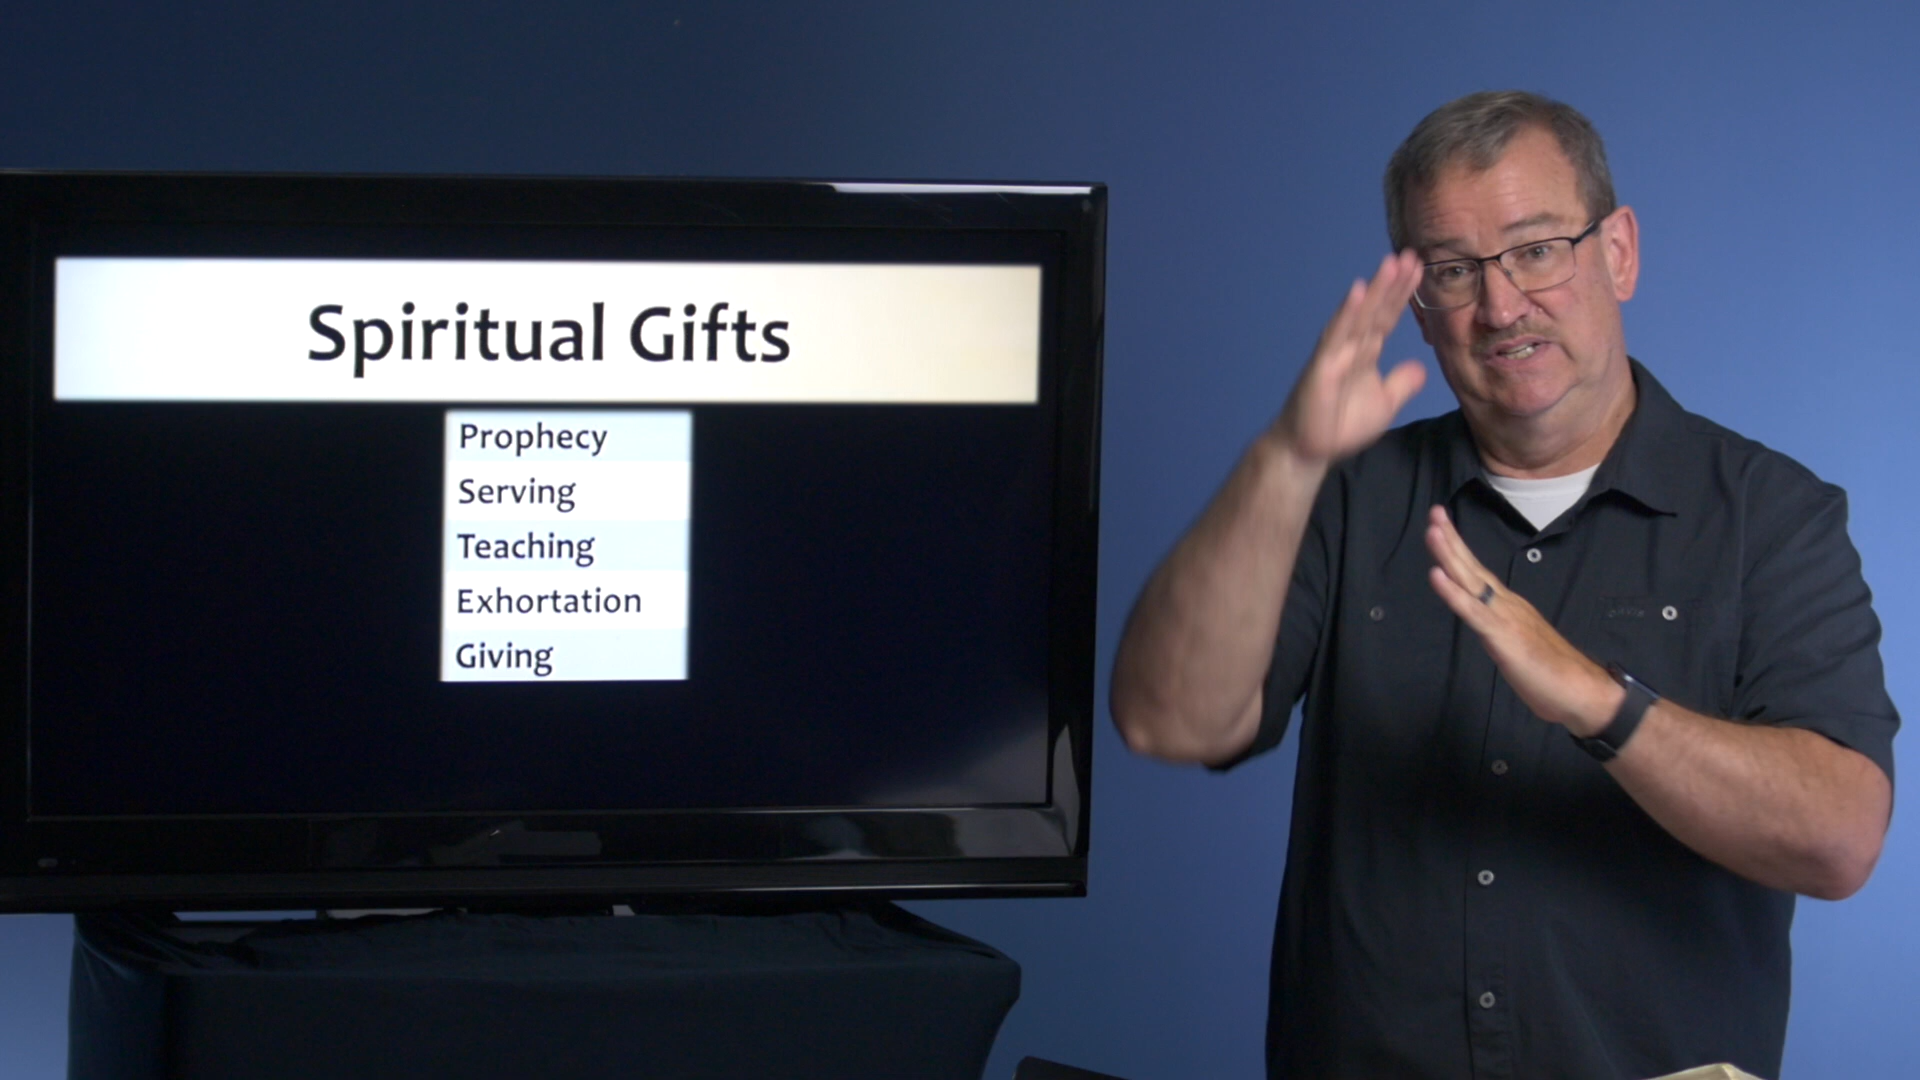 Spiritual Gifts
Prophecy
Serving
Teaching
Exhortation
Giving